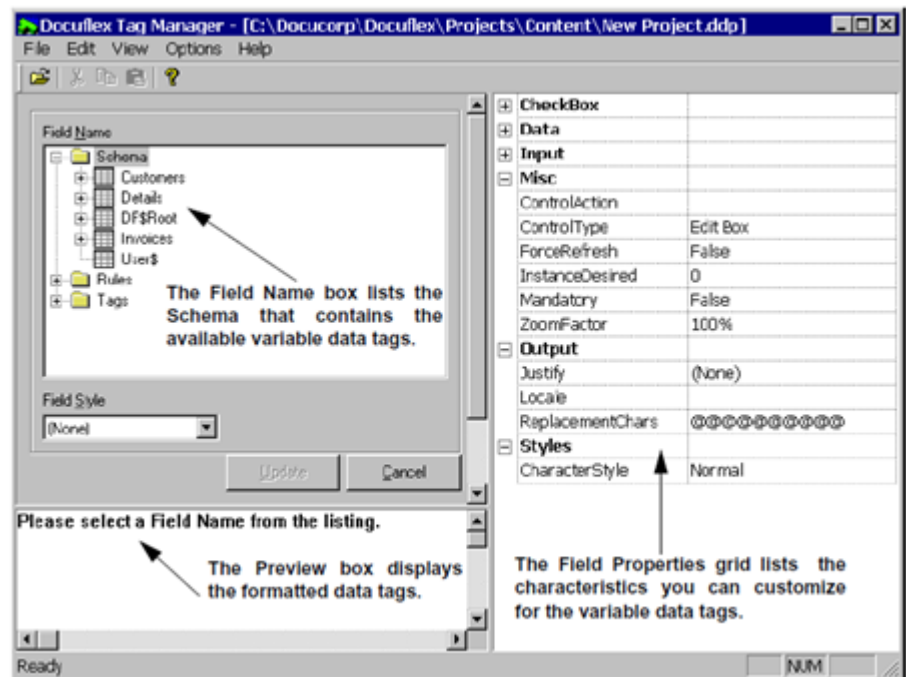 Docuflex Tag Manager - [C:\Docucorp\Docuflex\Projects\Content\New Project.ddp]
File Edit View Options Help
Field Name
Schema
Customers
Details
DF$Root
Invoices
User$
Rules
Tags
The Field Name box lists the
Schema that contains the
available variable data tags.
Field Style
(None)
Update Cancel
Please select a Field Name from the listing.
The Preview box displays
the formatted data tags.
CheckBox
Data
Input
Misc
ControlAction
ControlType Edit Box
ForceRefresh False
InstanceDesired 0
Mandatory False
ZoomFactor 100%
Output
Justify (None)
Locale
ReplacementChars @@@@@@@@@@
Styles
CharacterStyle Normal
The Field Properties grid lists the
characteristics you can customize
for the variable data tags.
Ready NUM